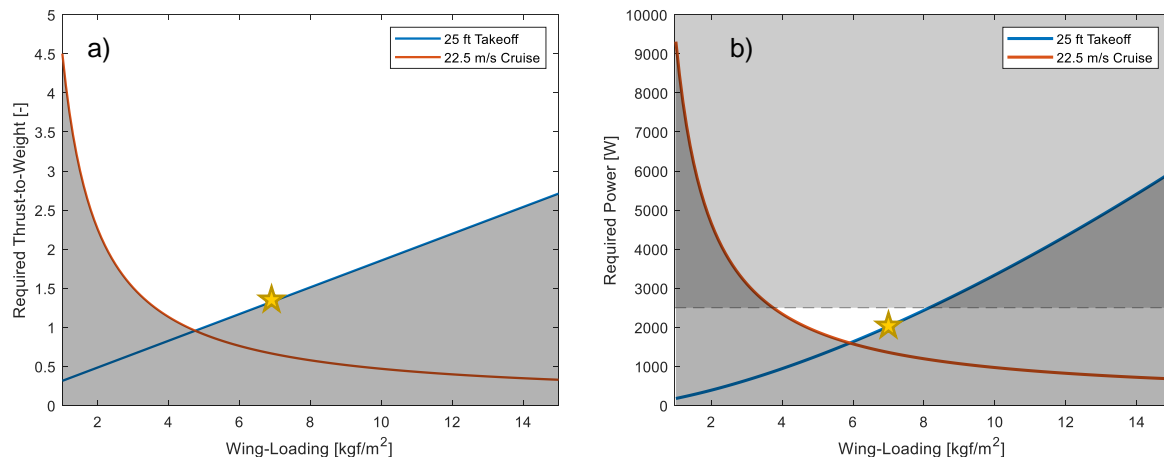 a)
25 ft Takeoff
22.5 m/s Cruise
Required Thrust-to-Weight [-]
5
4.5
4
3.5
3
2.5
2
1.5
1
0.5
0
2 4 6 8 10 12 14
Wing-Loading [kgf/m²]
b)
25 ft Takeoff
22.5 m/s Cruise
Required Power [W]
10000
9000
8000
7000
6000
5000
4000
3000
2000
1000
0
2 4 6 8 10 12 14
Wing-Loading [kgf/m²]